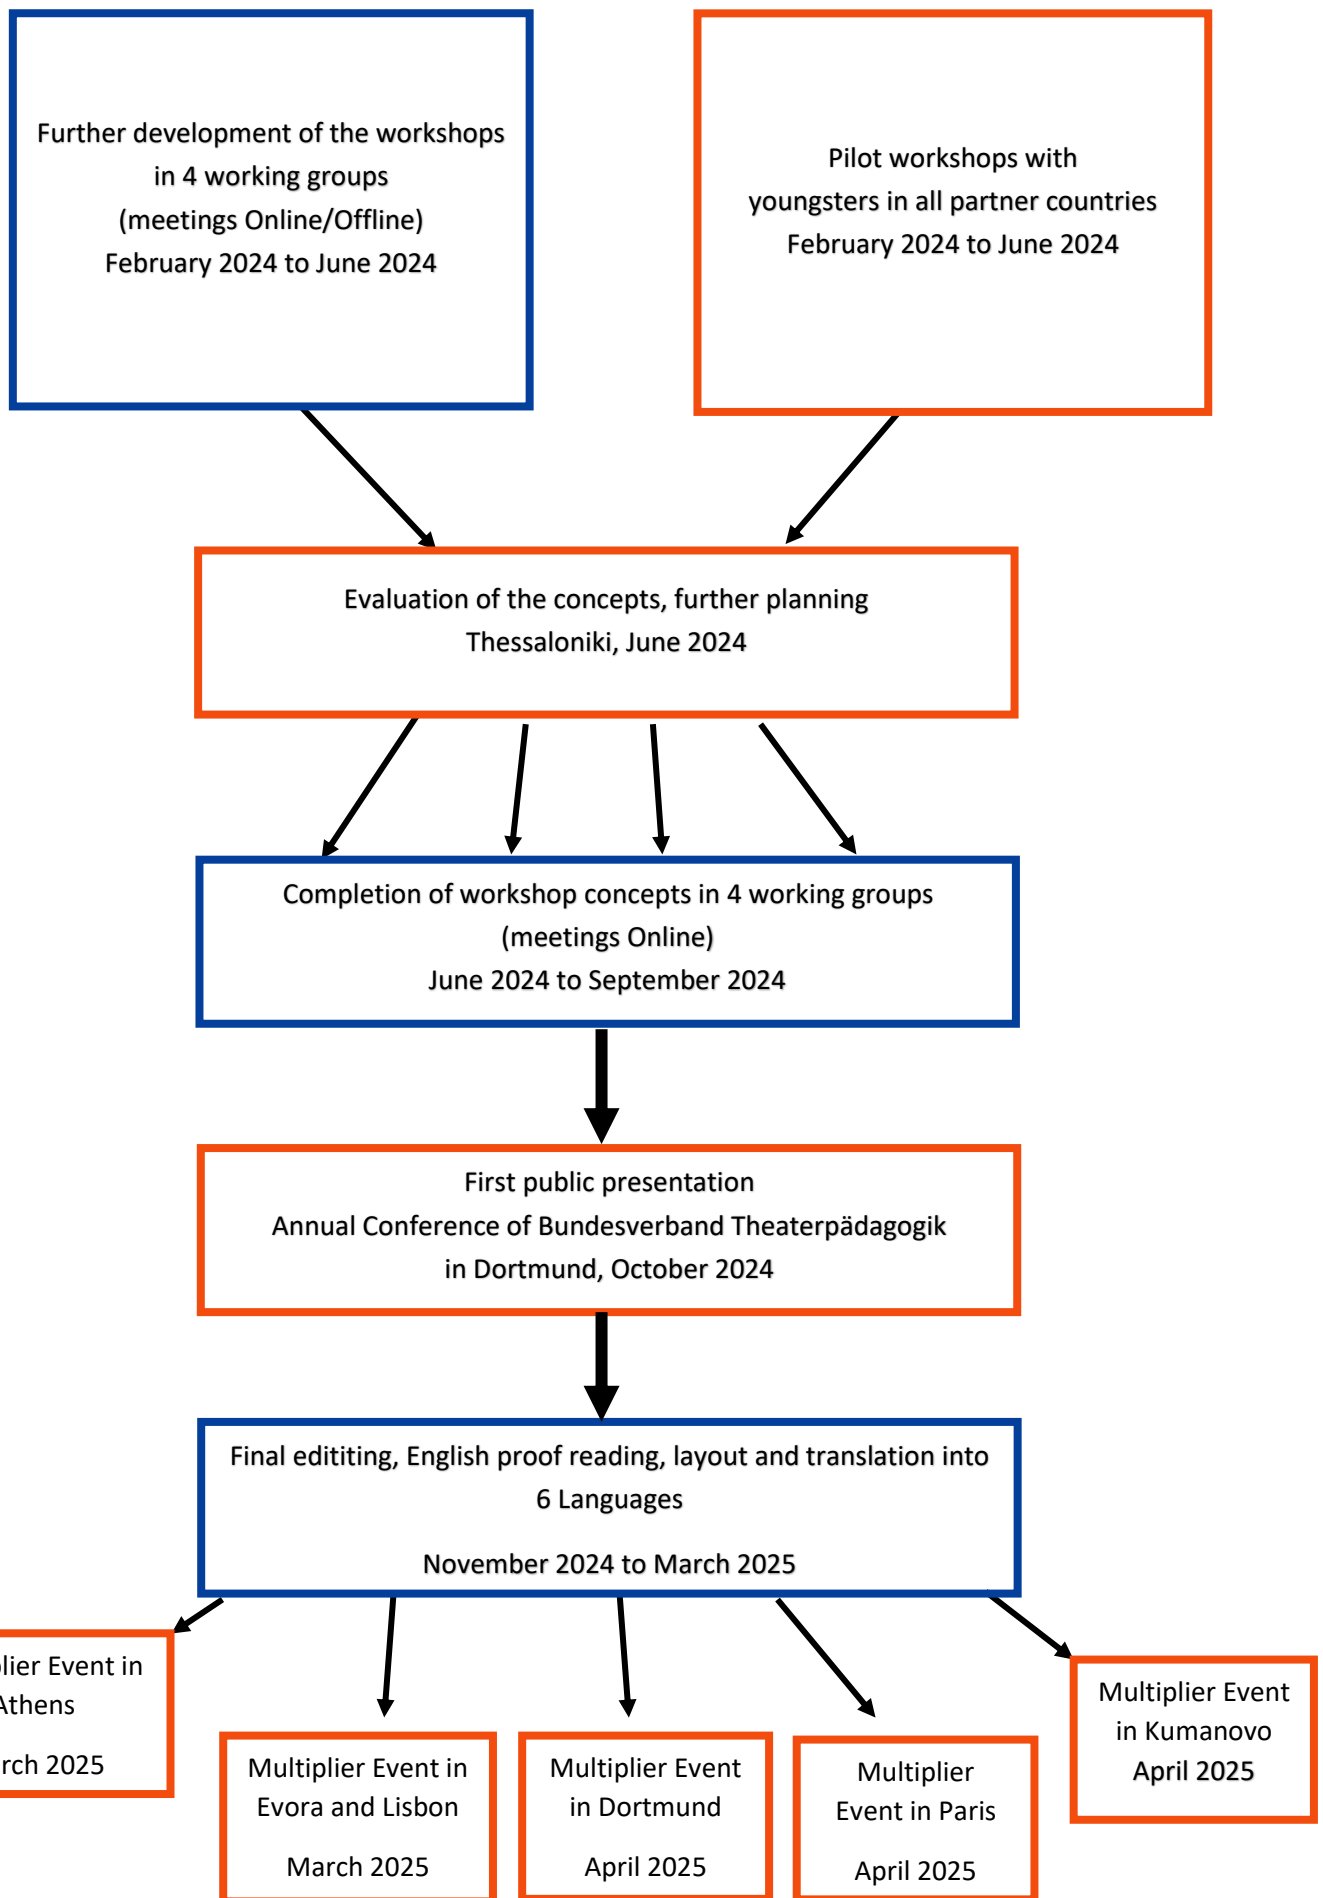 Further development of the workshops
in 4 working groups
(meetings Online/Offline)
February 2024 to June 2024
Pilot workshops with
youngsters in all partner countries
February 2024 to June 2024
Evaluation of the concepts, further planning
Thessaloniki, June 2024
Completion of workshop concepts in 4 working groups
(meetings Online)
June 2024 to September 2024
First public presentation
Annual Conference of Bundesverband Theaterpädagogik
in Dortmund, October 2024
Final edititing, English proof reading, layout and translation into
6 Languages
November 2024 to March 2025
Event in
Athens
2025
Multiplier Event in
Evora and Lisbon
March 2025
Multiplier Event
in Dortmund
April 2025
Multiplier
Event in Paris
April 2025
Multiplier Event
in Kumanovo
April 2025